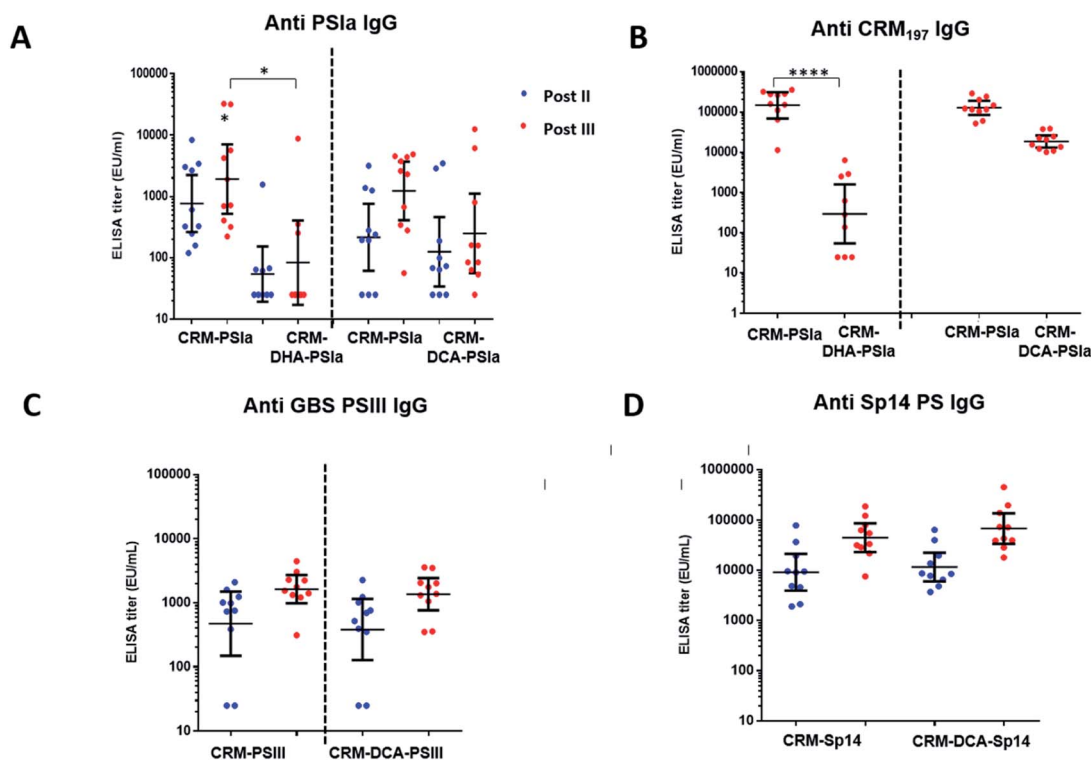 A
Anti PSIa IgG
ELISA titer (EU/ml)
100000
10000
1000
100
10
*
*
CRM-PSIa
CRM-
DHA-PSIa
CRM-PSIa
CRM-
DCA-PSIa
Post II
Post III
B
Anti CRM197 IgG
ELISA titer (EU/ml)
1000000
100000
10000
1000
100
10
1
****
CRM-PSIa
CRM-
DHA-PSIa
CRM-PSIa
CRM-
DCA-PSIa
C
Anti GBS PSIII IgG
ELISA titer (EU/mL)
100000
10000
1000
100
10
CRM-PSIII
CRM-DCA-PSIII
D
Anti Sp14 PS IgG
ELISA titer (EU/mL)
1000000
100000
10000
1000
100
10
CRM-Sp14
CRM-DCA-Sp14